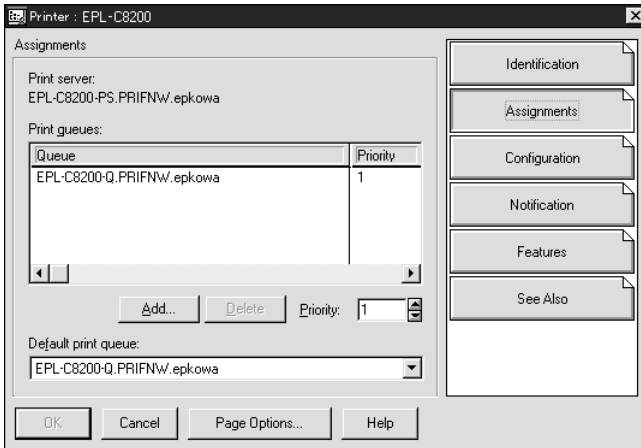 Printer : EPL-C8200
Assignments
Print server:
EPL-C8200-PS.PRIFNW.epkowa
Print queues:
Queue Priority
EPL-C8200-Q.PRIFNW.epkowa 1
Add... Delete Priority: 1
Default print queue:
EPL-C8200-Q.PRIFNW.epkowa
OK Cancel Page Options... Help
Identification
Assignments
Configuration
Notification
Features
See Also